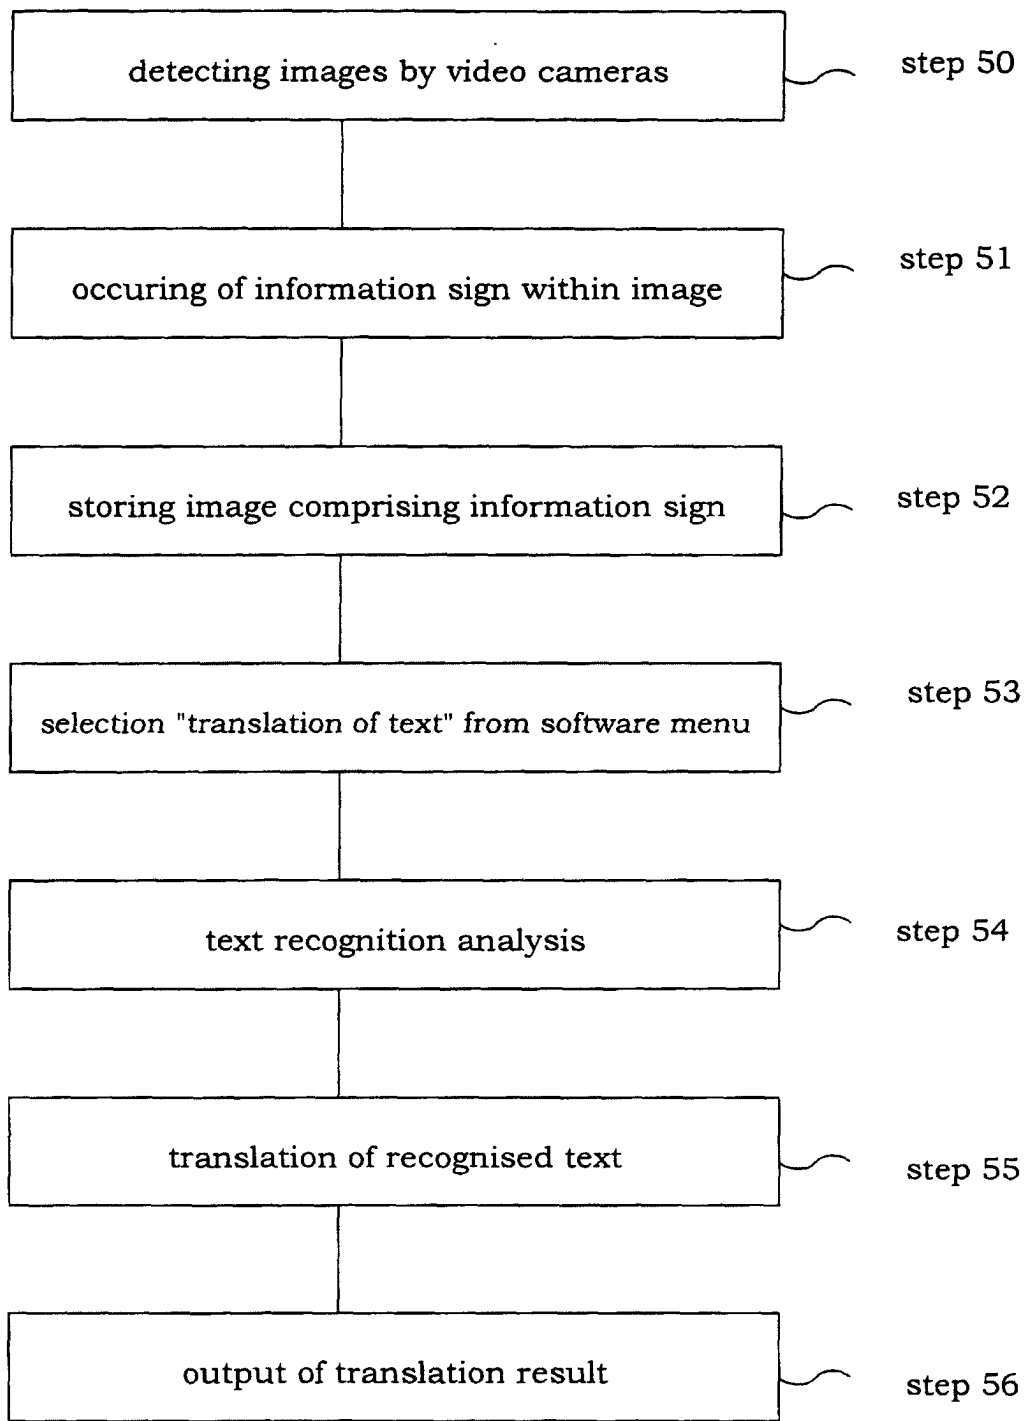 detecting images by video cameras
step 50
occuring of information sign within image
step 51
storing image comprising information sign
step 52
selection "translation of text" from software menu
step 53
text recognition analysis
step 54
translation of recognised text
step 55
output of translation result
step 56